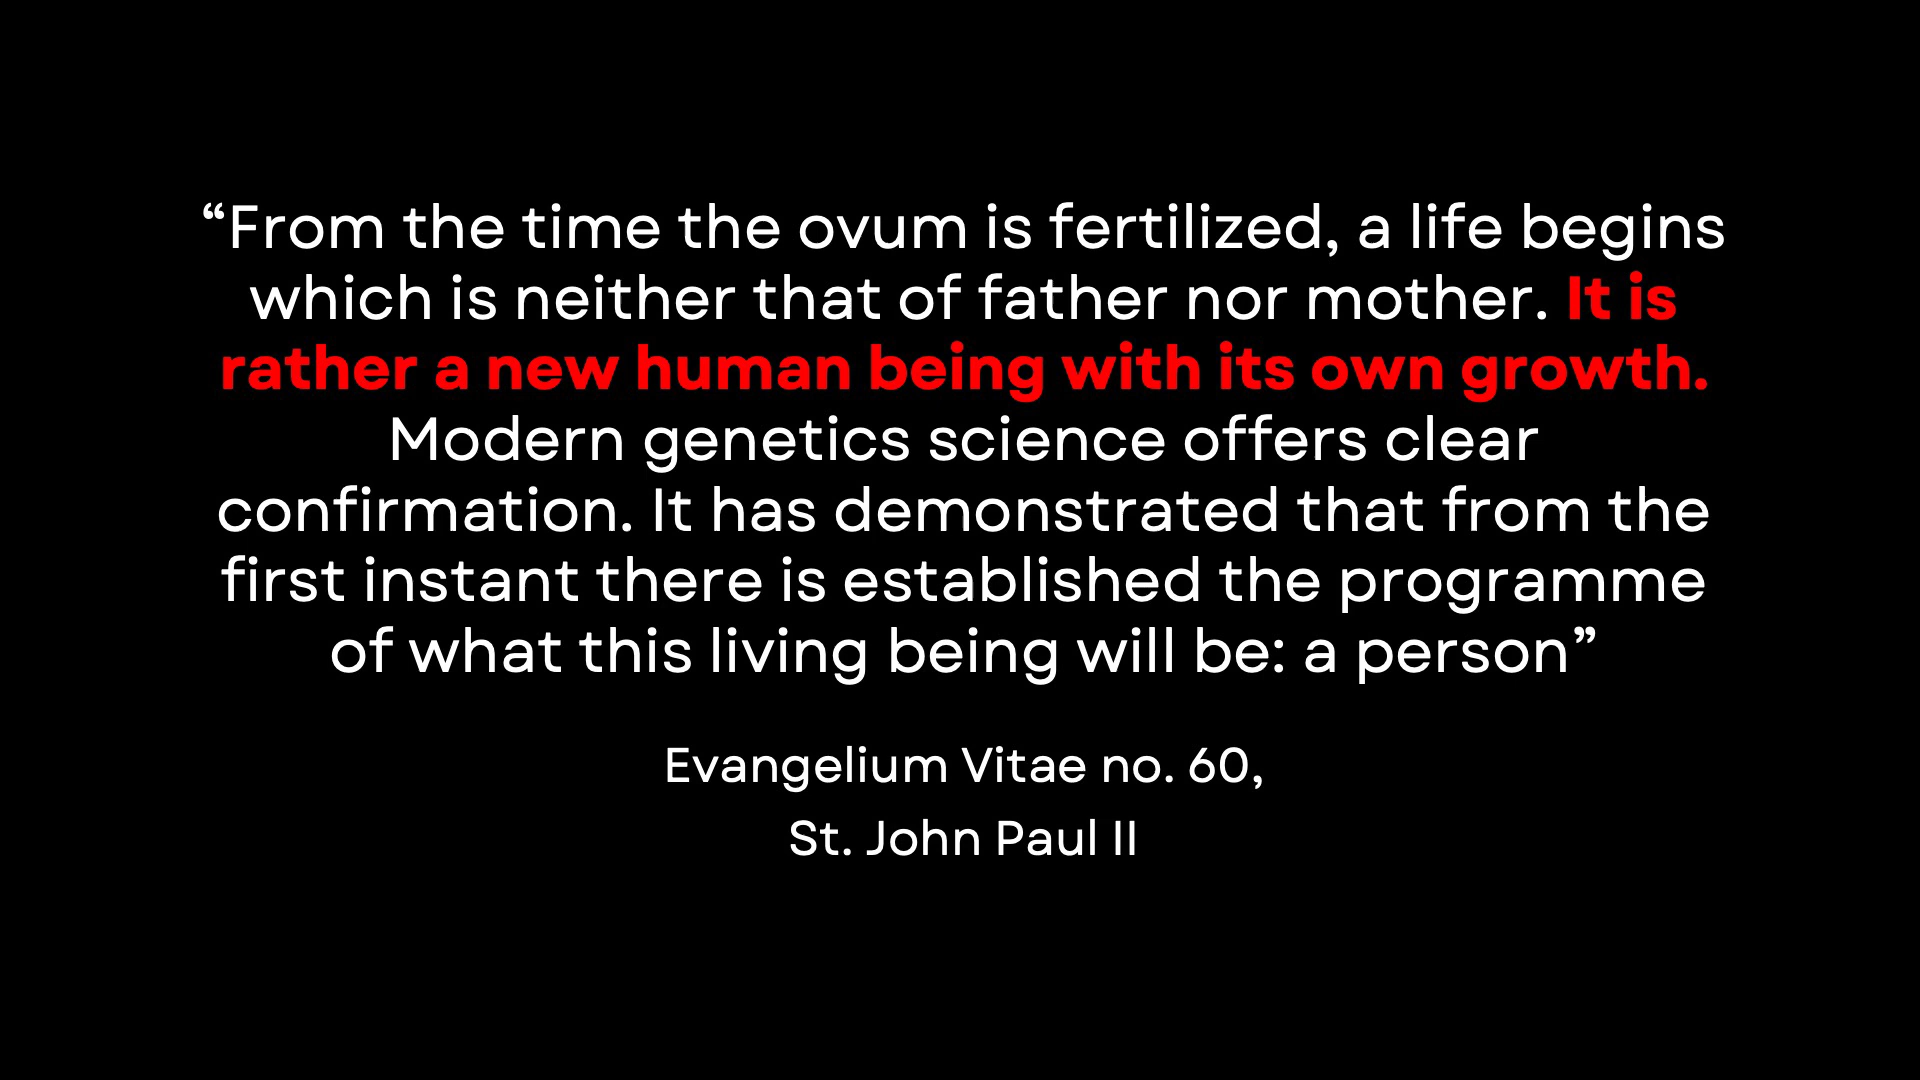 “From the time the ovum is fertilized, a life begins
which is neither that of father nor mother. It is
rather a new human being with its own growth.
Modern genetics science offers clear
confirmation. It has demonstrated that from the
first instant there is established the programme
of what this living being will be: a person”
Evangelium Vitae no. 60,
St. John Paul II